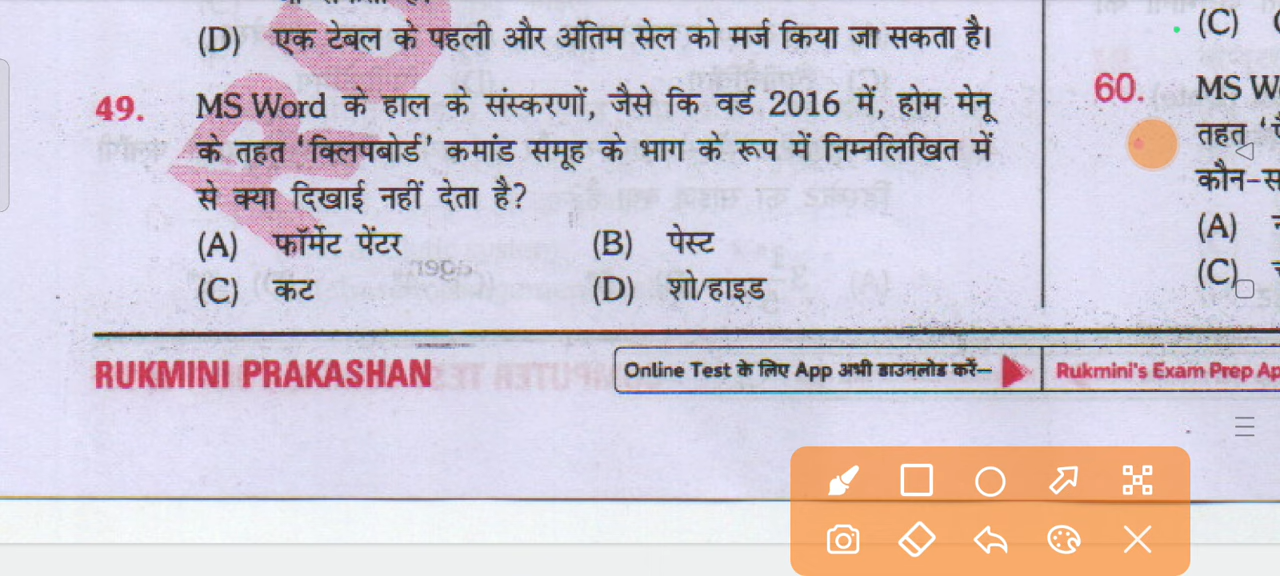 (D) एक टेबल के पहली और अंतिम सेल को मर्ज किया जा सकता है।
49. MS Word के हाल के संस्करणों, जैसे कि वर्ड 2016 में, होम मेनू
के तहत 'क्लिपबोर्ड' कमांड समूह के भाग के रूप में निम्नलिखित में
से क्या दिखाई नहीं देता है?
(A) फॉर्मेट पेंटर (B) पेस्ट
(C) कट (D) शो/हाइड
(C)
60. MS W
तहत
कौन-स
(A)
(C)
RUKMINI PRAKASHAN
Online Test के लिए App अभी डाउनलोड करें–
Rukmini's Exam Prep Ap